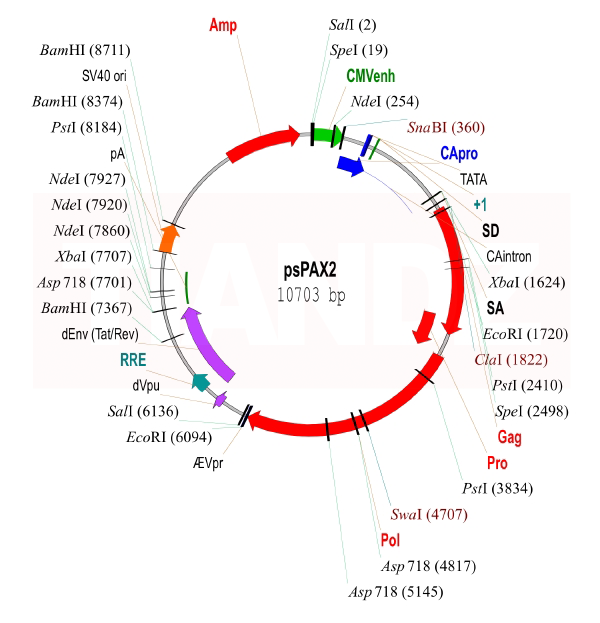 Amp
SalI (2)
SpeI (19)
CMVenh
NdeI (254)
SnaBI (360)
CApro
TATA
+1
SD
CAintron
XbaI (1624)
SA
EcoRI (1720)
ClaI (1822)
PstI (2410)
SpeI (2498)
Gag
Pro
PstI (3834)
SwaI (4707)
Pol
Asp 718 (4817)
Asp 718 (5145)
ÆVpr
EcoRI (6094)
SalI (6136)
dVpu
RRE
dEnv (Tat/Rev)
BamHI (7367)
Asp 718 (7701)
XbaI (7707)
NdeI (7860)
NdeI (7920)
NdeI (7927)
pA
PstI (8184)
BamHI (8374)
SV40 ori
BamHI (8711)
psPAX2
10703 bp